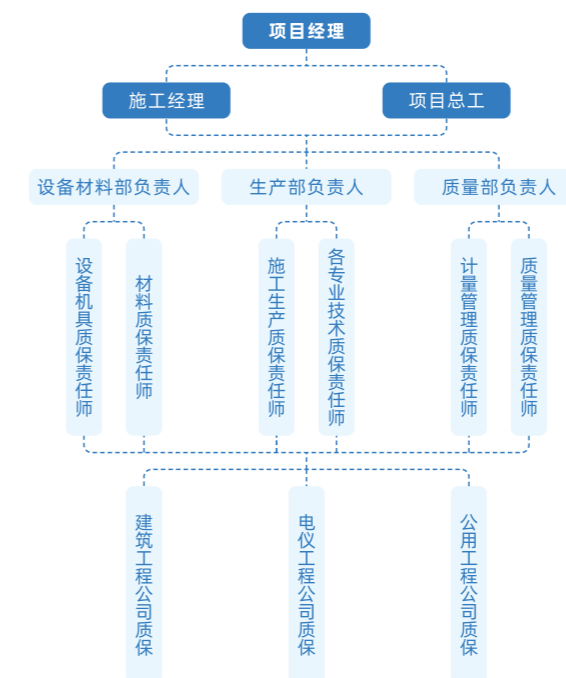 项目经理
施工经理
项目总工
设备材料部负责人
生产部负责人
质量部负责人
设备机具质保责任师
材料质保责任师
施工生产质保责任师
各专业技术质保责任师
计量管理质保责任师
质量管理质保责任师
建筑工程公司质保
电仪工程公司质保
公用工程公司质保